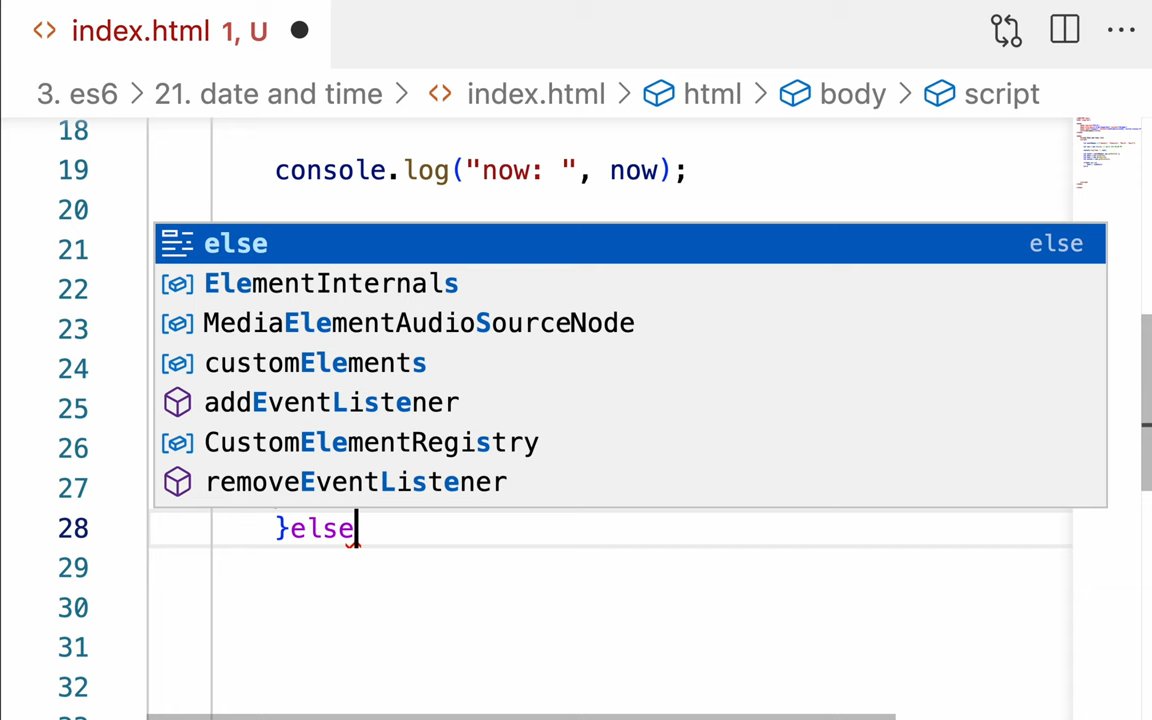 index.html 1, U
3. es6 > 21. date and time > index.html > html > body > script
18
19 console.log("now: ", now);
20
21 else else
22 ElementInternals
23 MediaElementAudioSourceNode
24 customElements
25 addEventListener
26 CustomElementRegistry
27 removeEventListener
28 }else
29
30
31
32